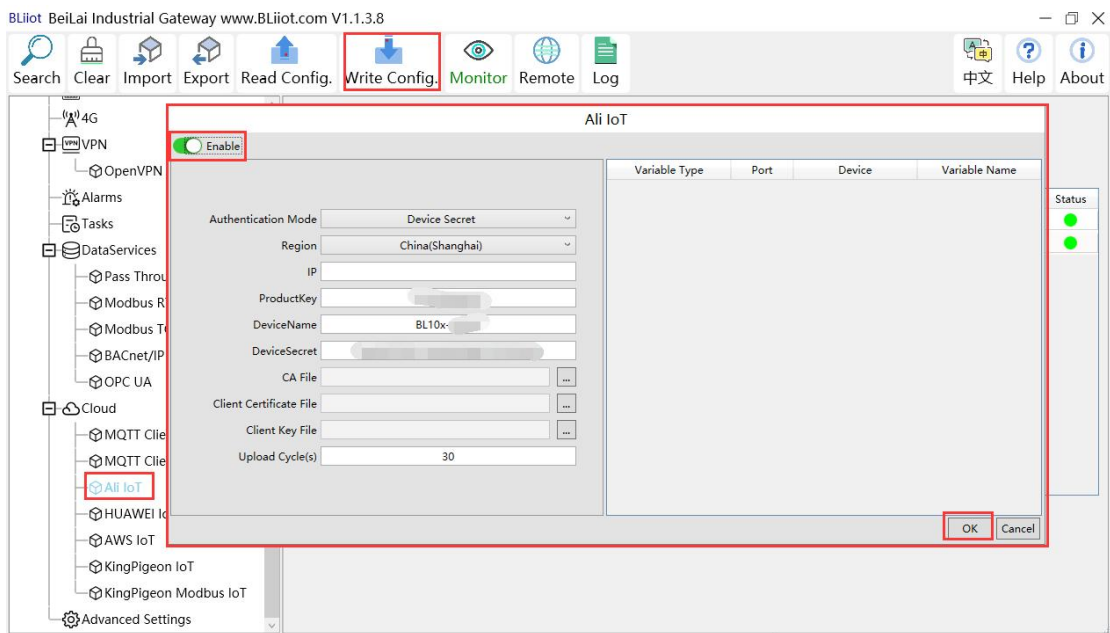 BLiiot BeiLai Industrial Gateway www.BLiiot.com V1.1.3.8
Search Clear Import Export Read Config. Write Config. Monitor Remote Log 中文 Help About
4G
VPN
OpenVPN
Alarms
Tasks
DataServices
Pass Throu
Modbus R
Modbus T
BACnet/IP
OPC UA
Cloud
MQTT Clie
MQTT Clie
Ali IoT
HUAWEI Io
AWS IoT
KingPigeon IoT
KingPigeon Modbus IoT
Advanced Settings
Ali IoT
Enable
Authentication Mode Device Secret
Region China(Shanghai)
IP
ProductKey
DeviceName BL10x-
DeviceSecret
CA File ...
Client Certificate File ...
Client Key File ...
Upload Cycle(s) 30
Variable Type Port Device Variable Name
OK Cancel
Status